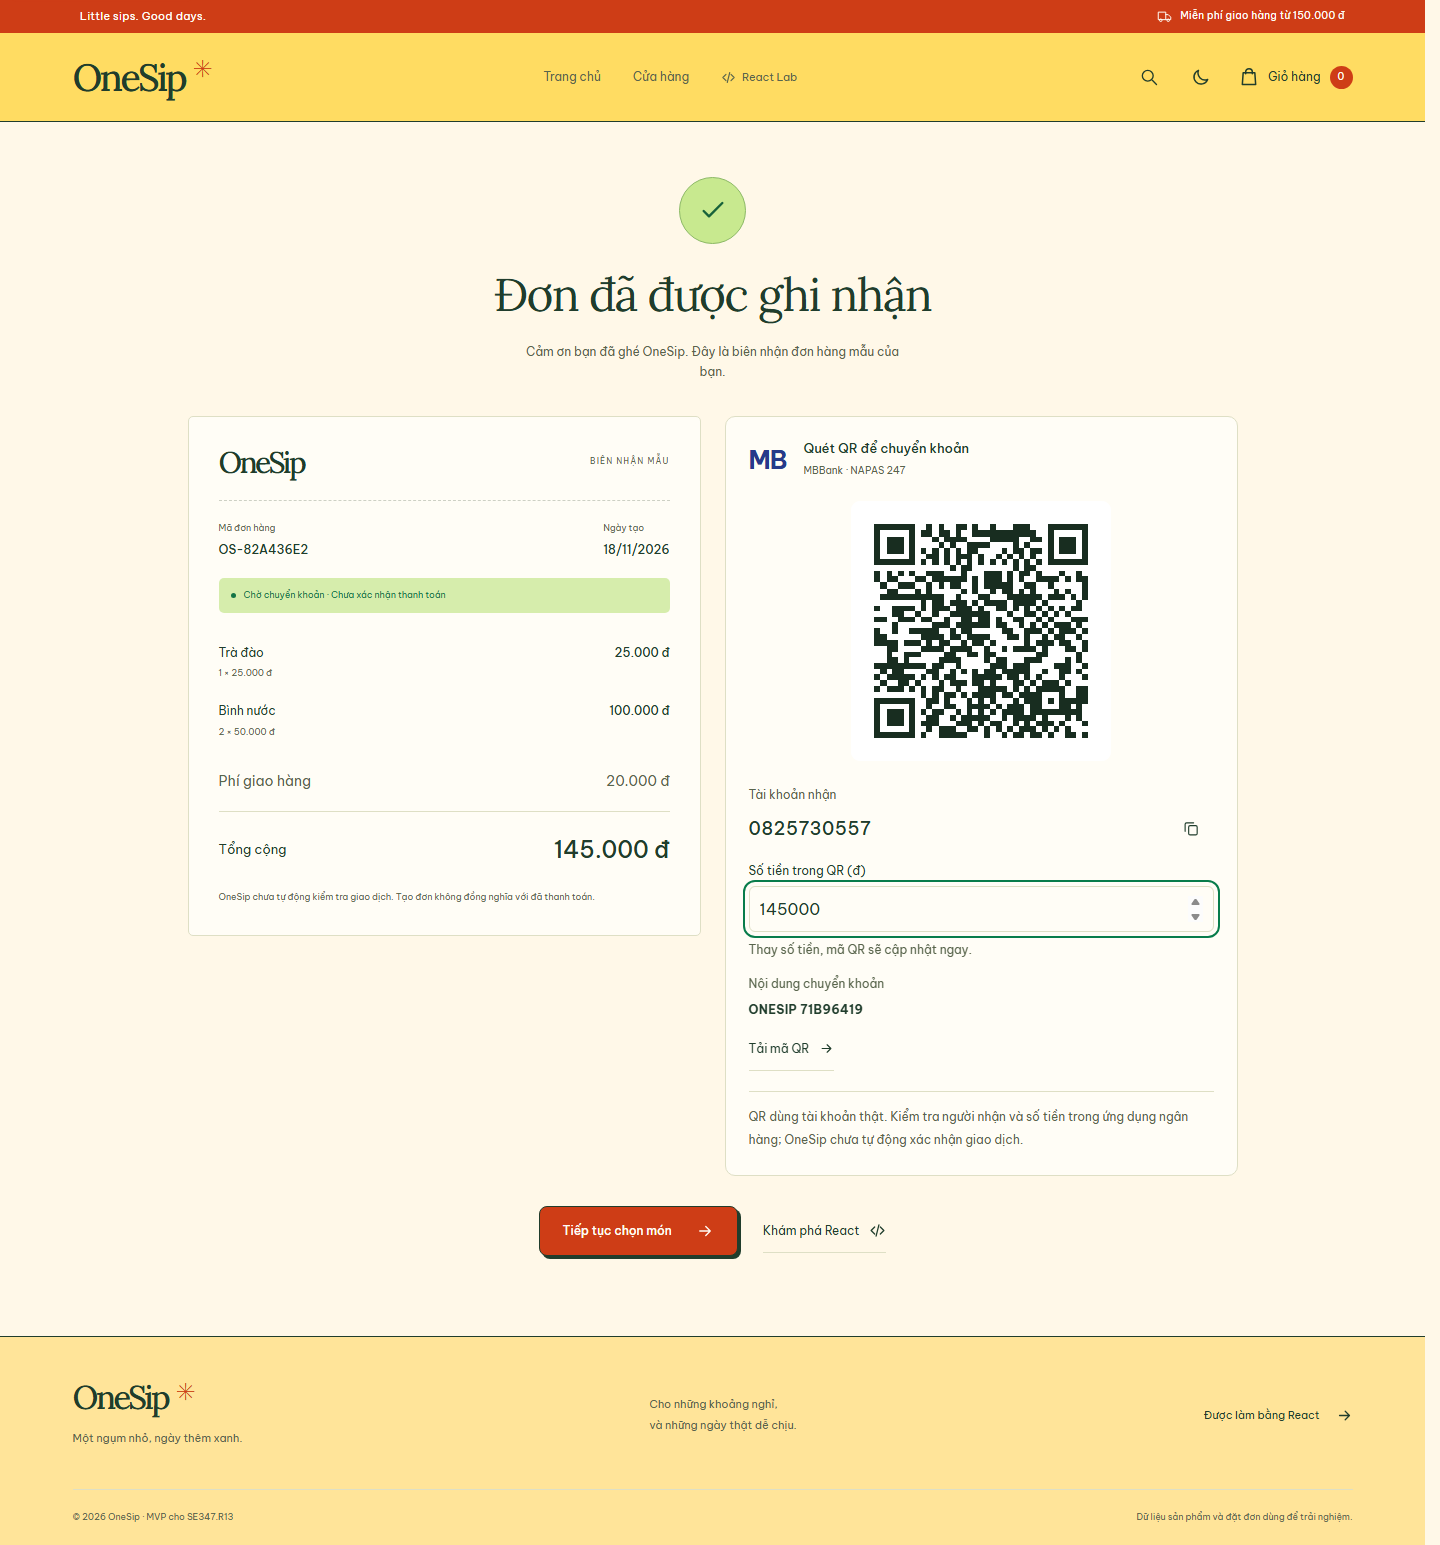 Little sips. Good days.
Miễn phí giao hàng từ 150.000 đ
OneSip
Trang chủ
Cửa hàng
React Lab
Giỏ hàng
0
Đơn đã được ghi nhận
Cảm ơn bạn đã ghé OneSip. Đây là biên nhận đơn hàng mẫu của
bạn.
OneSip
BIÊN NHẬN MẪU
Mã đơn hàng
Ngày tạo
OS-82A436E2
18/11/2026
Chờ chuyển khoản · Chưa xác nhận thanh toán
Trà đào
25.000 đ
1 × 25.000 đ
Bình nước
100.000 đ
2 × 50.000 đ
Phí giao hàng
20.000 đ
Tổng cộng
145.000 đ
OneSip chưa tự động kiểm tra giao dịch. Tạo đơn không đồng nghĩa với đã thanh toán.
MB
Quét QR để chuyển khoản
MBBank · NAPAS 247
Tài khoản nhận
0825730557
Số tiền trong QR (đ)
145000
Thay số tiền, mã QR sẽ cập nhật ngay.
Nội dung chuyển khoản
ONESIP 71B96419
Tải mã QR
QR dùng tài khoản thật. Kiểm tra người nhận và số tiền trong ứng dụng ngân
hàng; OneSip chưa tự động xác nhận giao dịch.
Tiếp tục chọn món
Khám phá React
OneSip
Một ngụm nhỏ, ngày thêm xanh.
Cho những khoảng nghỉ,
và những ngày thật dễ chịu.
Được làm bằng React
© 2026 OneSip · MVP cho SE347.R13
Dữ liệu sản phẩm và đặt đơn dùng để trải nghiệm.